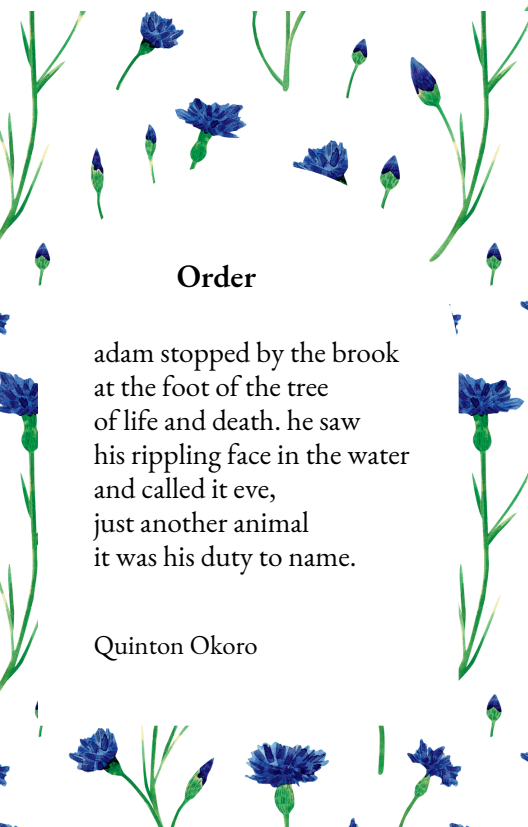 Order
adam stopped by the brook
at the foot of the tree
of life and death. he saw
his rippling face in the water
and called it eve,
just another animal
it was his duty to name.
Quinton Okoro